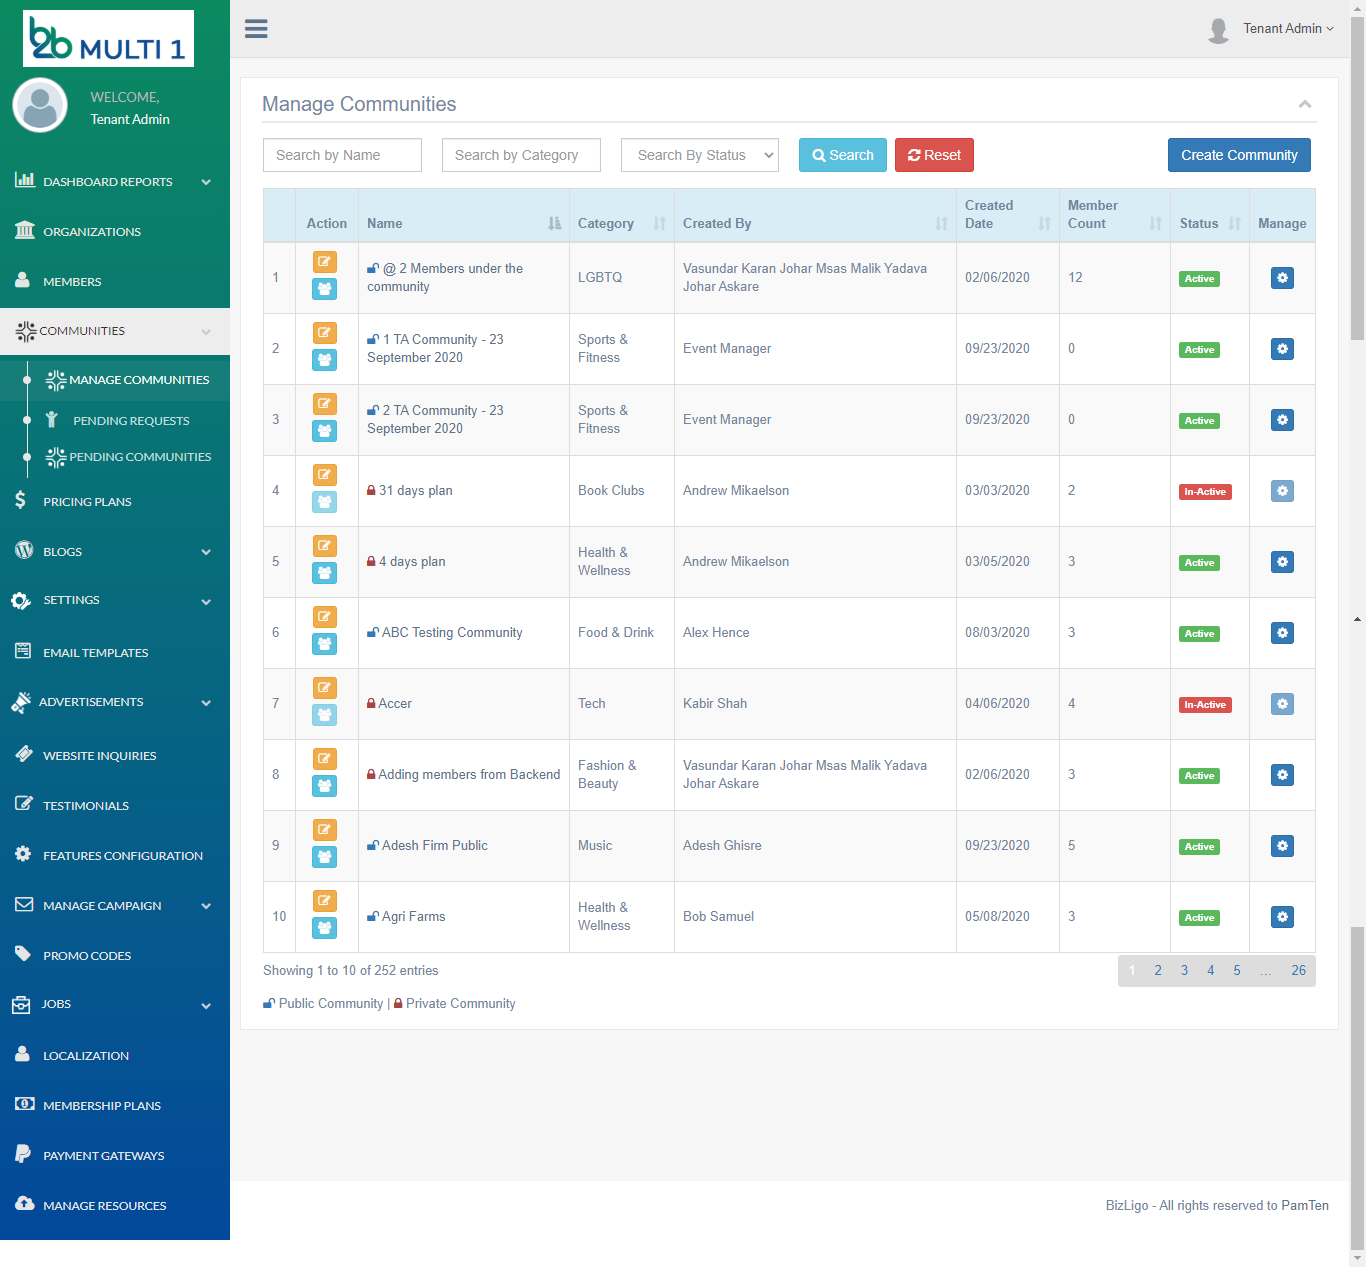 b2b MULTI 1
WELCOME,
Tenant Admin
DASHBOARD REPORTS
ORGANIZATIONS
MEMBERS
COMMUNITIES
MANAGE COMMUNITIES
PENDING REQUESTS
PENDING COMMUNITIES
PRICING PLANS
BLOGS
SETTINGS
EMAIL TEMPLATES
ADVERTISEMENTS
WEBSITE INQUIRIES
TESTIMONIALS
FEATURES CONFIGURATION
MANAGE CAMPAIGN
PROMO CODES
JOBS
LOCALIZATION
MEMBERSHIP PLANS
PAYMENT GATEWAYS
MANAGE RESOURCES
Tenant Admin
Manage Communities
Search by Name Search by Category Search By Status Search Reset Create Community
Action Name Category Created By Created Date Member Count Status Manage
1 @ 2 Members under the community LGBTQ Vasundar Karan Johar Msas Malik Yadava Johar Askare 02/06/2020 12 Active
2 1 TA Community - 23 September 2020 Sports & Fitness Event Manager 09/23/2020 0 Active
3 2 TA Community - 23 September 2020 Sports & Fitness Event Manager 09/23/2020 0 Active
4 31 days plan Book Clubs Andrew Mikaelson 03/03/2020 2 In-Active
5 4 days plan Health & Wellness Andrew Mikaelson 03/05/2020 3 Active
6 ABC Testing Community Food & Drink Alex Hence 08/03/2020 3 Active
7 Accer Tech Kabir Shah 04/06/2020 4 In-Active
8 Adding members from Backend Fashion & Beauty Vasundar Karan Johar Msas Malik Yadava Johar Askare 02/06/2020 3 Active
9 Adesh Firm Public Music Adesh Ghisre 09/23/2020 5 Active
10 Agri Farms Health & Wellness Bob Samuel 05/08/2020 3 Active
Showing 1 to 10 of 252 entries
1 2 3 4 5 ... 26
Public Community | Private Community
BizLigo - All rights reserved to PamTen